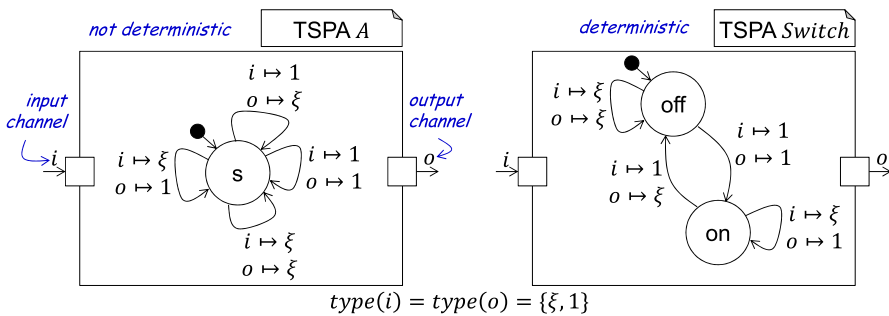 not deterministic
TSPA A
input
channel
i
i ↦ 1
o ↦ ξ
i ↦ ξ
o ↦ 1
s
i ↦ 1
o ↦ 1
i ↦ ξ
o ↦ ξ
output
channel
o
deterministic
TSPA Switch
i
i ↦ ξ
o ↦ ξ
off
i ↦ 1
o ↦ 1
i ↦ 1
o ↦ ξ
on
i ↦ ξ
o ↦ 1
o
type(i) = type(o) = {ξ, 1}